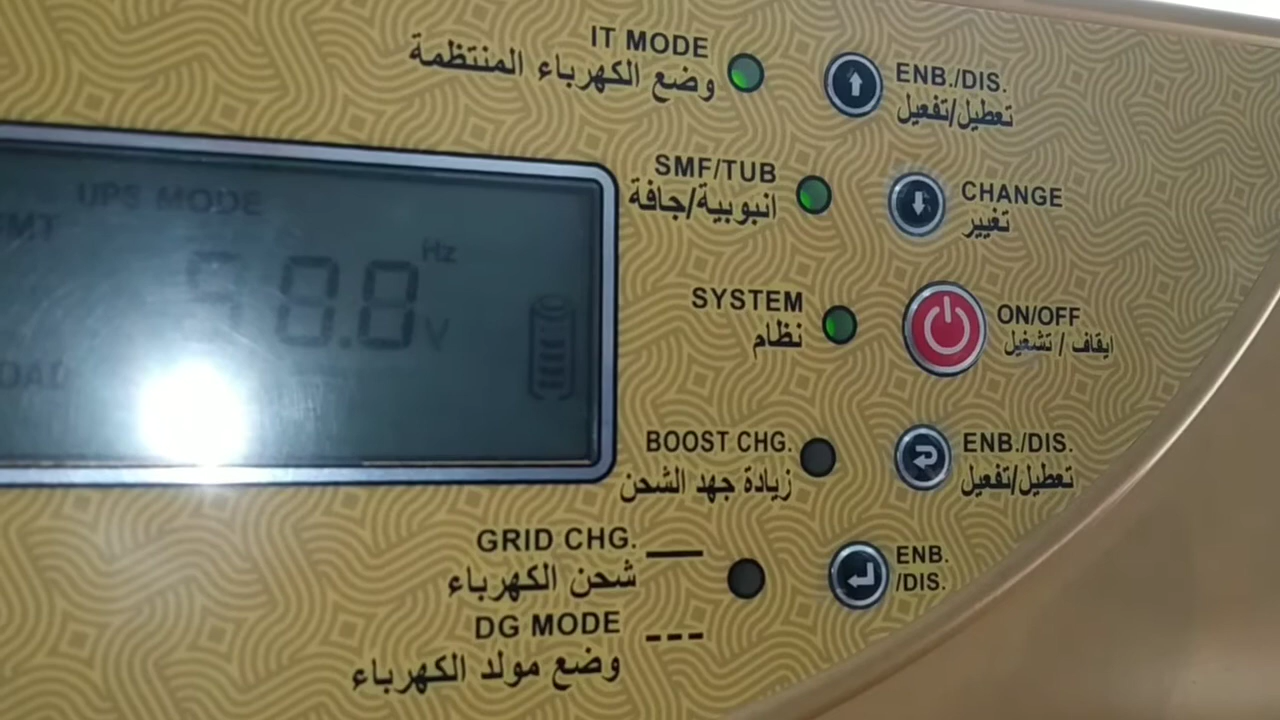 IT MODE
وضع الكهرباء المنتظمة
ENB./DIS.
تعطيل/تفعيل
SMF/TUB
انبوبية/جافة
CHANGE
تغيير
UPS MODE
Hz
V
SYSTEM
نظام
ON/OFF
ايقاف / تشغيل
BOOST CHG.
زيادة جهد الشحن
ENB./DIS.
تعطيل/تفعيل
GRID CHG.
شحن الكهرباء
ENB.
/DIS.
DG MODE
وضع مولد الكهرباء